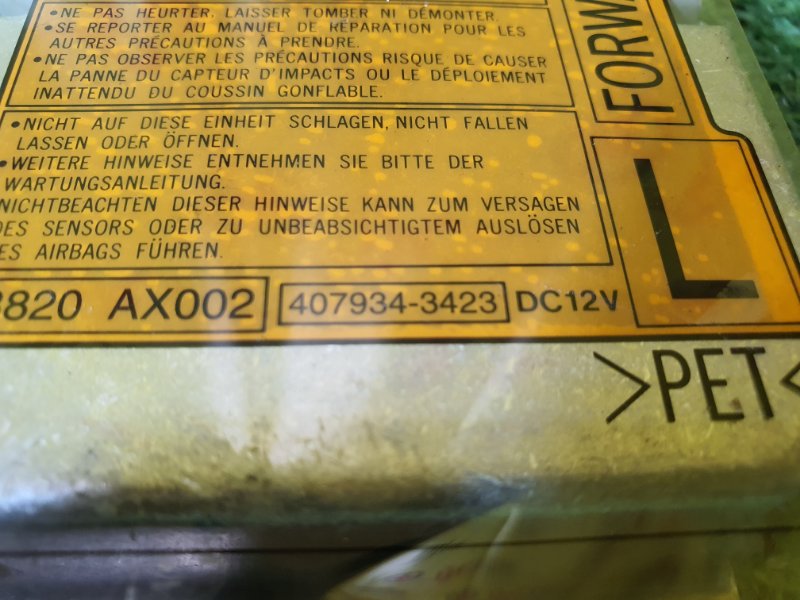 •NE PAS HEURTER, LAISSER TOMBER NI DÉMONTER.
•SE REPORTER AU MANUEL DE RÉPARATION POUR LES
AUTRES PRÉCAUTIONS À PRENDRE.
•NE PAS OBSERVER LES PRÉCAUTIONS RISQUE DE CAUSER
LA PANNE DU CAPTEUR D'IMPACTS OU LE DÉPLOIEMENT
INATTENDU DU COUSSIN GONFLABLE.
•NICHT AUF DIESE EINHEIT SCHLAGEN, NICHT FALLEN
LASSEN ODER ÖFFNEN.
•WEITERE HINWEISE ENTNEHMEN SIE BITTE DER
WARTUNGSANLEITUNG.
NICHTBEACHTEN DIESER HINWEISE KANN ZUM VERSAGEN
DES SENSORS ODER ZU UNBEABSICHTIGTEM AUSLÖSEN
ES AIRBAGS FÜHREN.
FORWA
L
8820 AX002 407934-3423 DC12V
>PET<